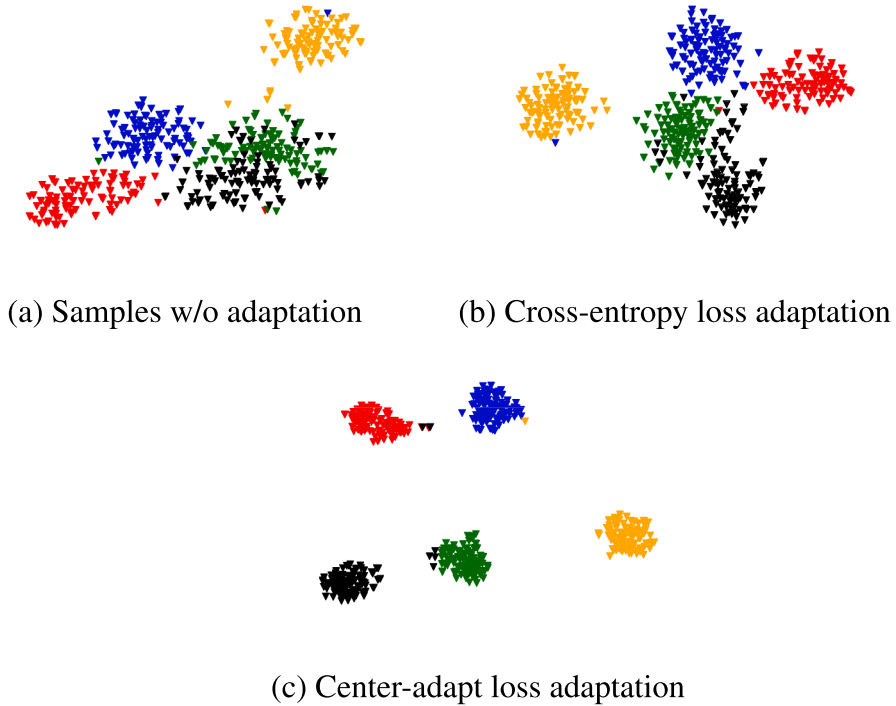 (a) Samples w/o adaptation
(b) Cross-entropy loss adaptation
(c) Center-adapt loss adaptation